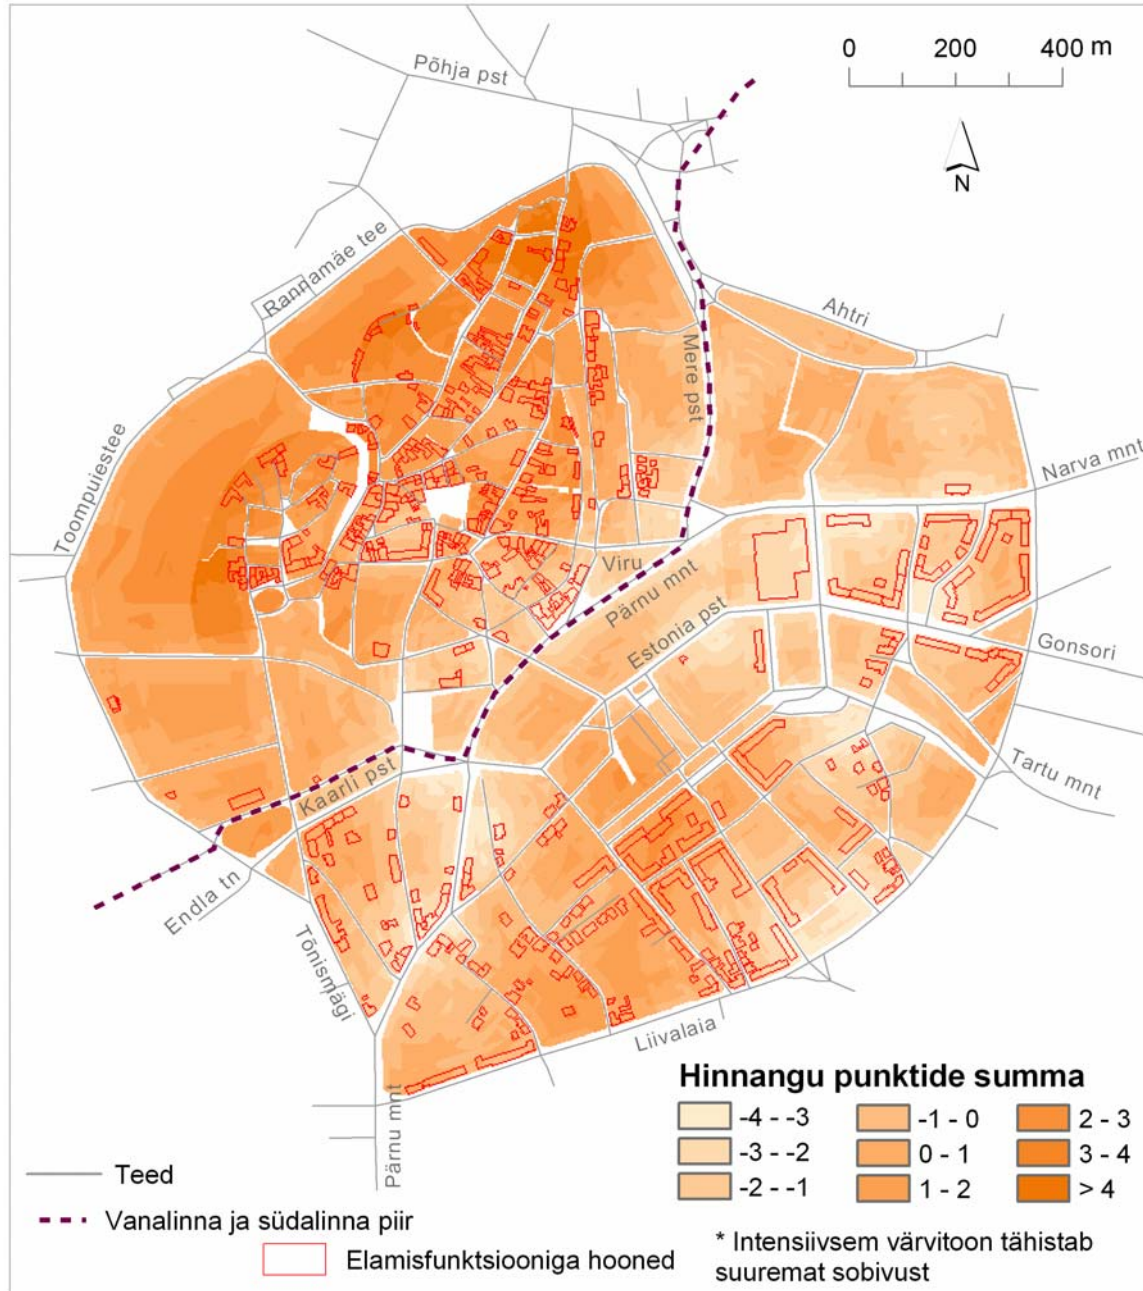 0 200 400 m
N
Põhja pst
Rannamäe tee
Ahtri
Mere pst
Toompuiestee
Narva mnt
Viru
Pärnu mnt
Estonia pst
Gonsori
Tartu mnt
Kaarli pst
Endla tn
Tõnismägi
Liivalaia
Pärnu mnt
Hinnangu punktide summa
-4 - -3
-1 - 0
2 - 3
-3 - -2
0 - 1
3 - 4
-2 - -1
1 - 2
> 4
Teed
Vanalinna ja südalinna piir
Elamisfunktsiooniga hooned
* Intensiivsem värvitoon tähistab
suuremat sobivust